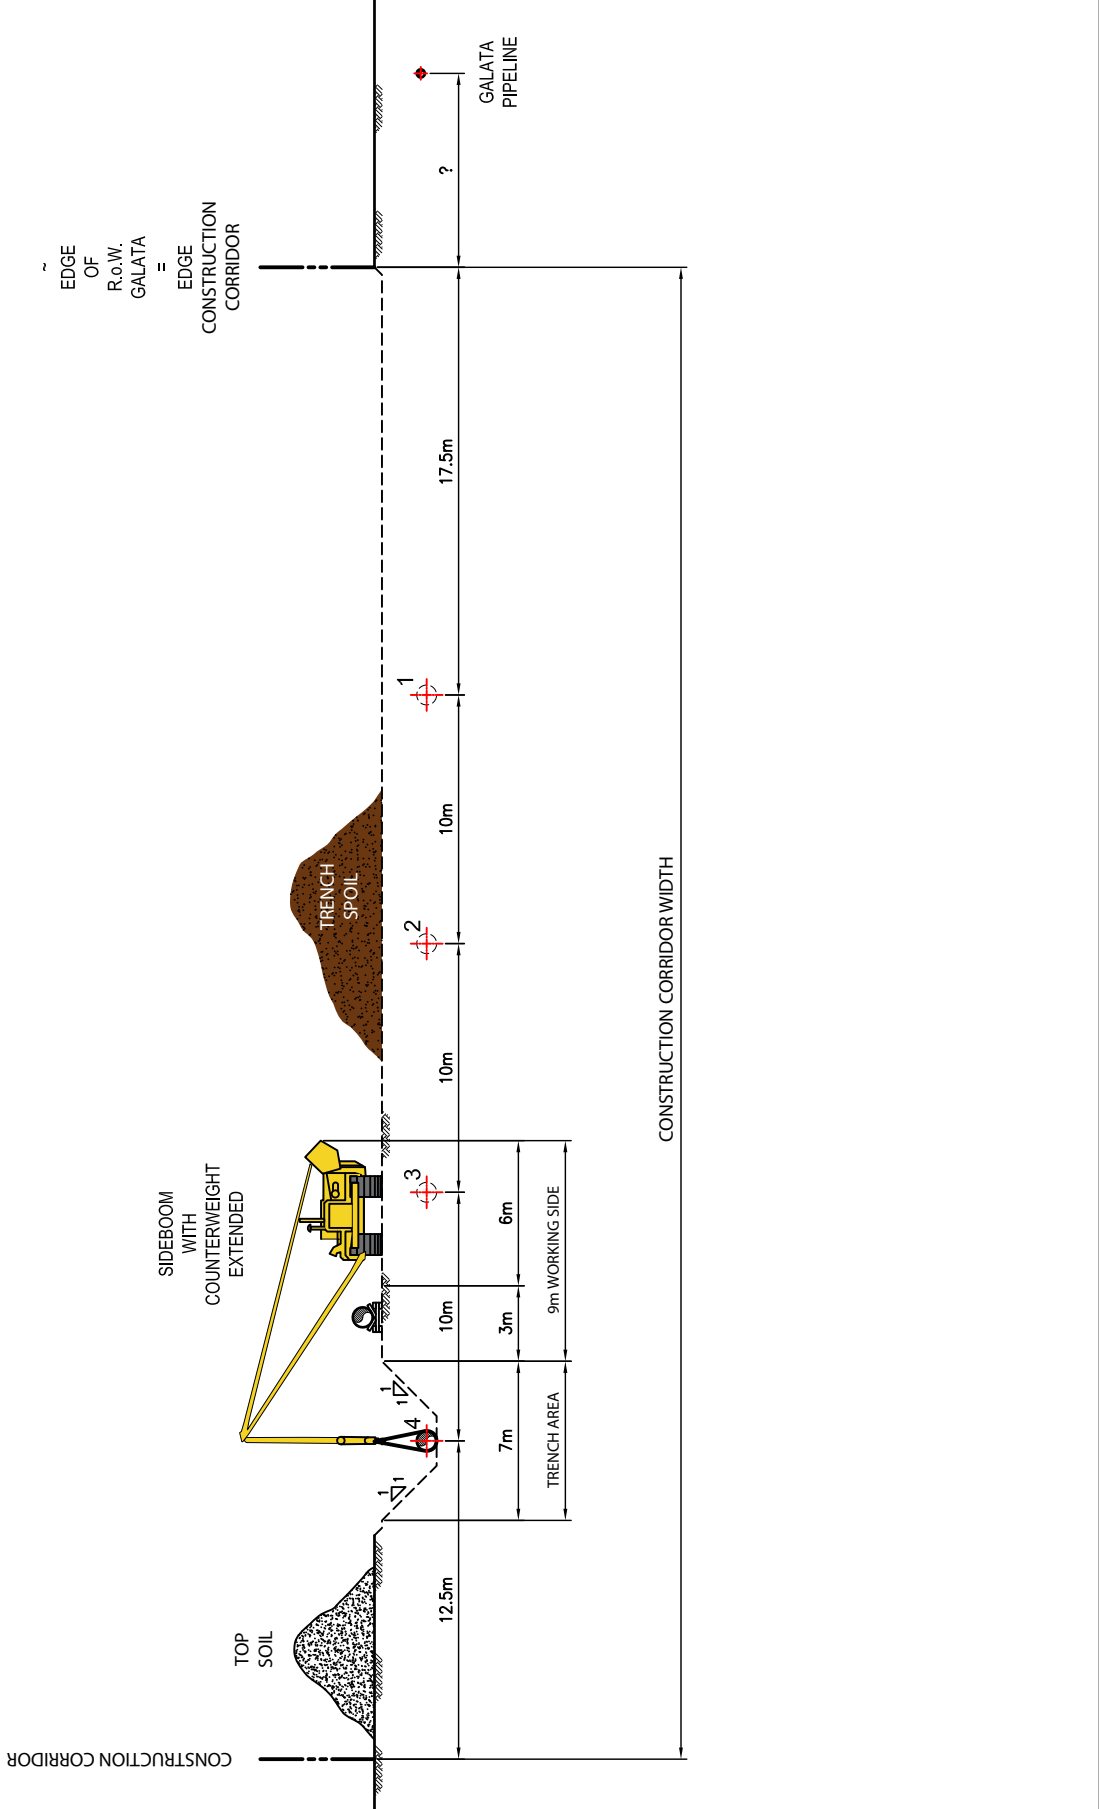 CONSTRUCTION CORRIDOR
TOP
SOIL
SIDEBOOM
WITH
COUNTERWEIGHT
EXTENDED
TRENCH
SPOIL
~
EDGE
OF
R.o.W.
GALATA
=
EDGE
CONSTRUCTION
CORRIDOR
1
1
1
1
4
3
2
1
12.5m
10m
10m
10m
17.5m
?
GALATA
PIPELINE
7m
3m
6m
TRENCH AREA
9m WORKING SIDE
CONSTRUCTION CORRIDOR WIDTH